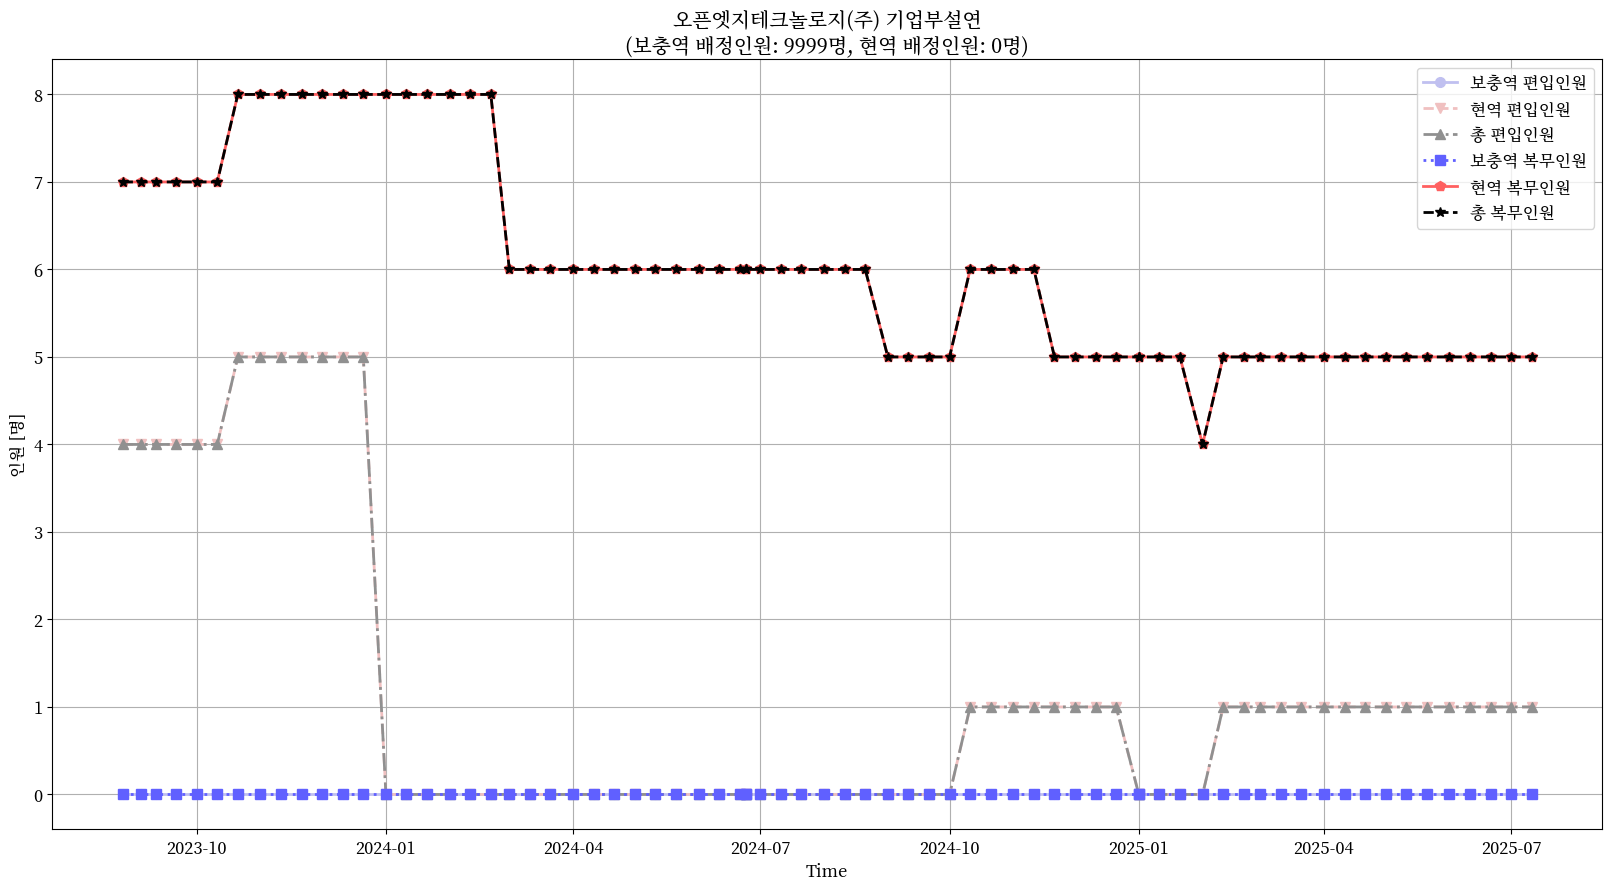 오픈엣지테크놀로지(주) 기업부설연
(보충역 배정인원: 9999명, 현역 배정인원: 0명)
보충역 편입인원
현역 편입인원
총 편입인원
보충역 복무인원
현역 복무인원
총 복무인원
인원 [명]
8
7
6
5
4
3
2
1
0
2023-10
2024-01
2024-04
2024-07
2024-10
2025-01
2025-04
2025-07
Time